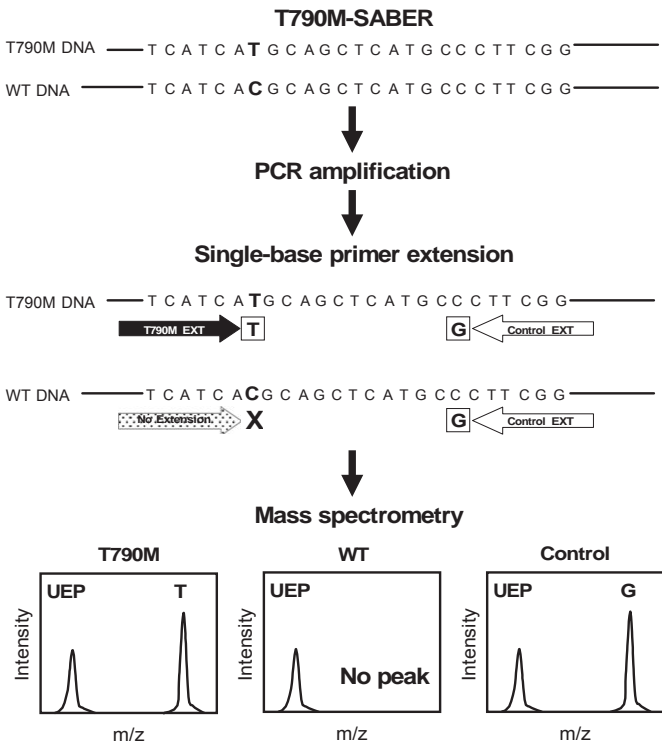 T790M-SABER
T790M DNA T C A T C A T G C A G C T C A T G C C C T T C G G
WT DNA T C A T C A C G C A G C T C A T G C C C T T C G G
PCR amplification
Single-base primer extension
T790M DNA T C A T C A T G C A G C T C A T G C C C T T C G G
T790M EXT T G Control EXT
WT DNA T C A T C A C G C A G C T C A T G C C C T T C G G
No Extension X G Control EXT
Mass spectrometry
T790M WT Control
UEP T UEP UEP G
Intensity Intensity Intensity
No peak
m/z m/z m/z